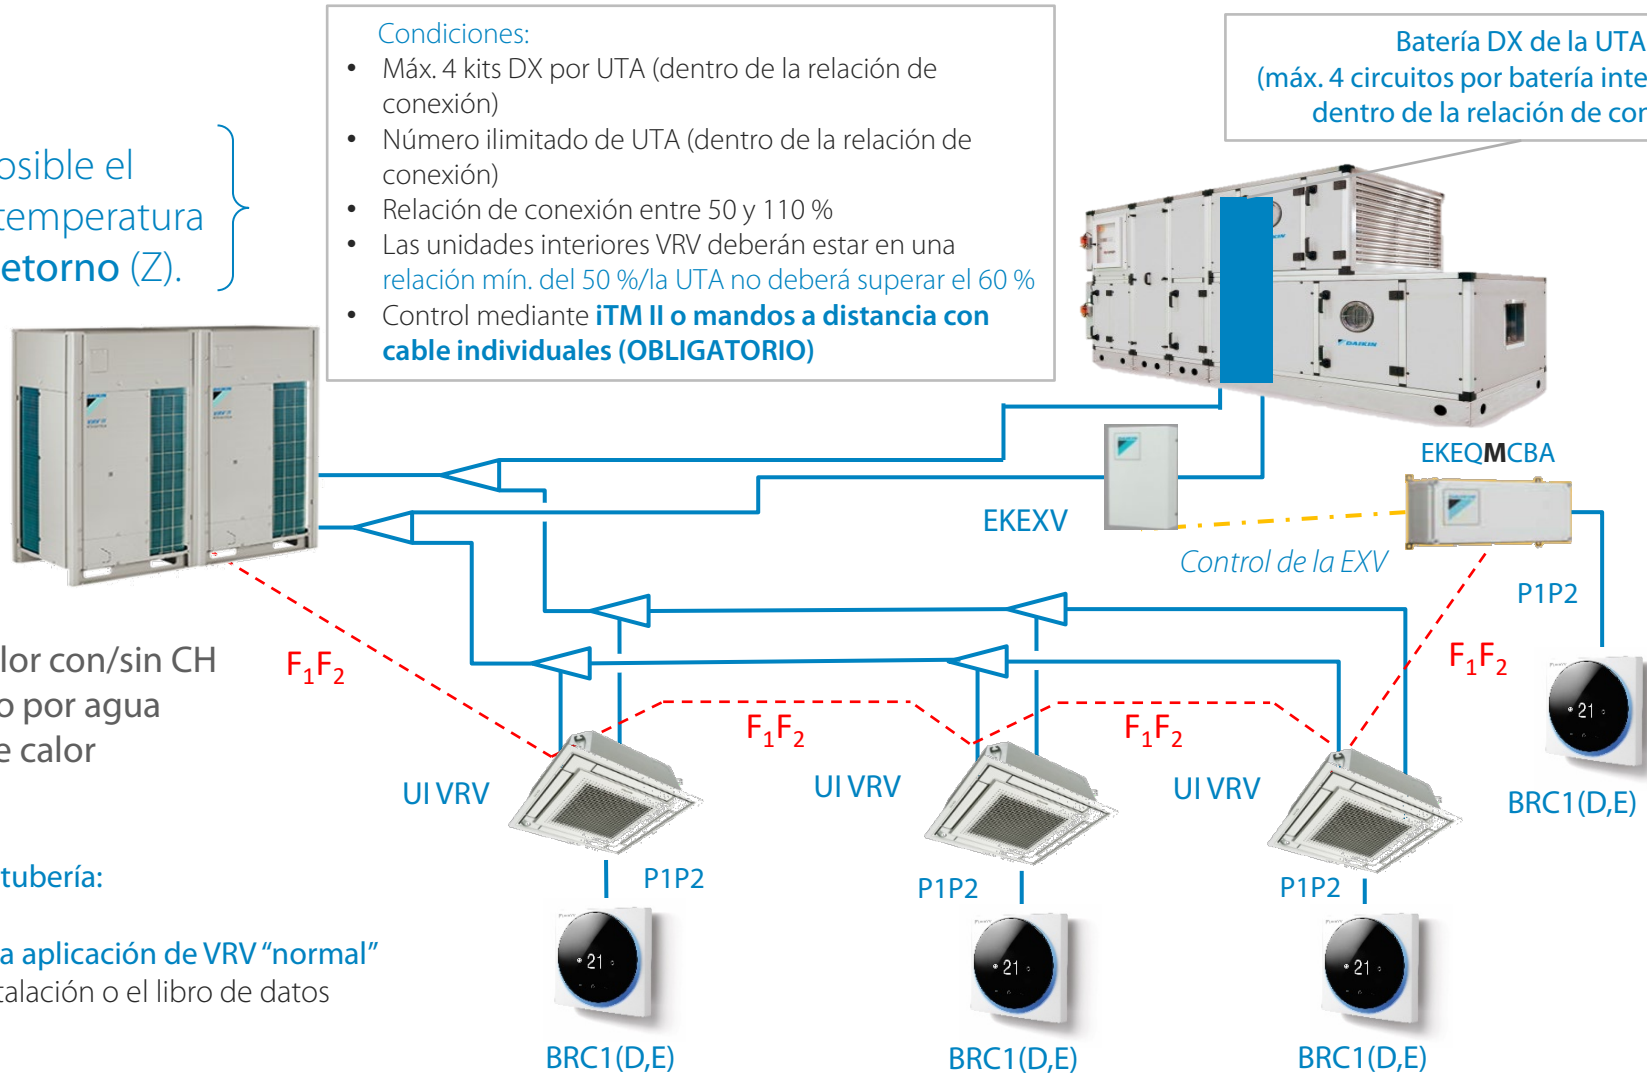 Condiciones:
• Máx. 4 kits DX por UTA (dentro de la relación de
conexión)
• Número ilimitado de UTA (dentro de la relación de
conexión)
• Relación de conexión entre 50 y 110 %
• Las unidades interiores VRV deberán estar en una
relación mín. del 50 %/la UTA no deberá superar el 60 %
• Control mediante iTM II o mandos a distancia con
cable individuales (OBLIGATORIO)
Batería DX de la UTA
(máx. 4 circuitos por batería inte
dentro de la relación de con
osible el
temperatura
etorno (Z).
DAIKIN
EKEQMCBA
EKEXV
Control de la EXV
P1P2
F1F2
F1F2
F1F2
F1F2
lor con/sin CH
o por agua
e calor
UI VRV
UI VRV
UI VRV
21
BRC1(D,E)
tubería:
a aplicación de VRV “normal”
talación o el libro de datos
P1P2
P1P2
P1P2
21
21
21
BRC1(D,E)
BRC1(D,E)
BRC1(D,E)